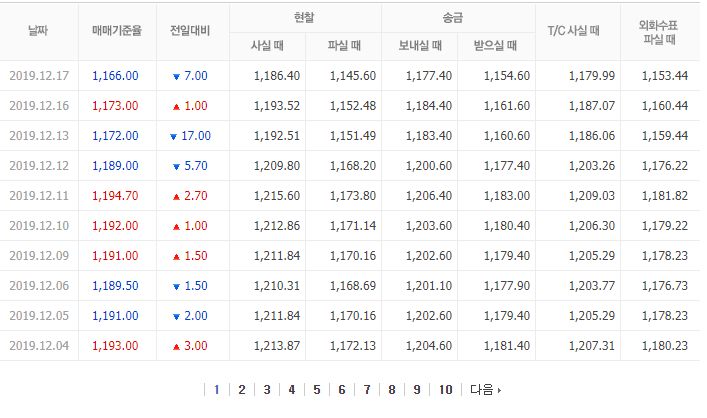 날짜 매매기준율 전일대비 현찰 송금 T/C 사실 때 외화수표 파실 때
사실 때 파실 때 보내실 때 받으실 때
2019.12.17 1,166.00 ▼ 7.00 1,186.40 1,145.60 1,177.40 1,154.60 1,179.99 1,153.44
2019.12.16 1,173.00 ▲ 1.00 1,193.52 1,152.48 1,184.40 1,161.60 1,187.07 1,160.44
2019.12.13 1,172.00 ▼ 17.00 1,192.51 1,151.49 1,183.40 1,160.60 1,186.06 1,159.44
2019.12.12 1,189.00 ▼ 5.70 1,209.80 1,168.20 1,200.60 1,177.40 1,203.26 1,176.22
2019.12.11 1,194.70 ▲ 2.70 1,215.60 1,173.80 1,206.40 1,183.00 1,209.03 1,181.82
2019.12.10 1,192.00 ▲ 1.00 1,212.86 1,171.14 1,203.60 1,180.40 1,206.30 1,179.22
2019.12.09 1,191.00 ▲ 1.50 1,211.84 1,170.16 1,202.60 1,179.40 1,205.29 1,178.23
2019.12.06 1,189.50 ▼ 1.50 1,210.31 1,168.69 1,201.10 1,177.90 1,203.77 1,176.73
2019.12.05 1,191.00 ▼ 2.00 1,211.84 1,170.16 1,202.60 1,179.40 1,205.29 1,178.23
2019.12.04 1,193.00 ▲ 3.00 1,213.87 1,172.13 1,204.60 1,181.40 1,207.31 1,180.23
1 2 3 4 5 6 7 8 9 10 다음